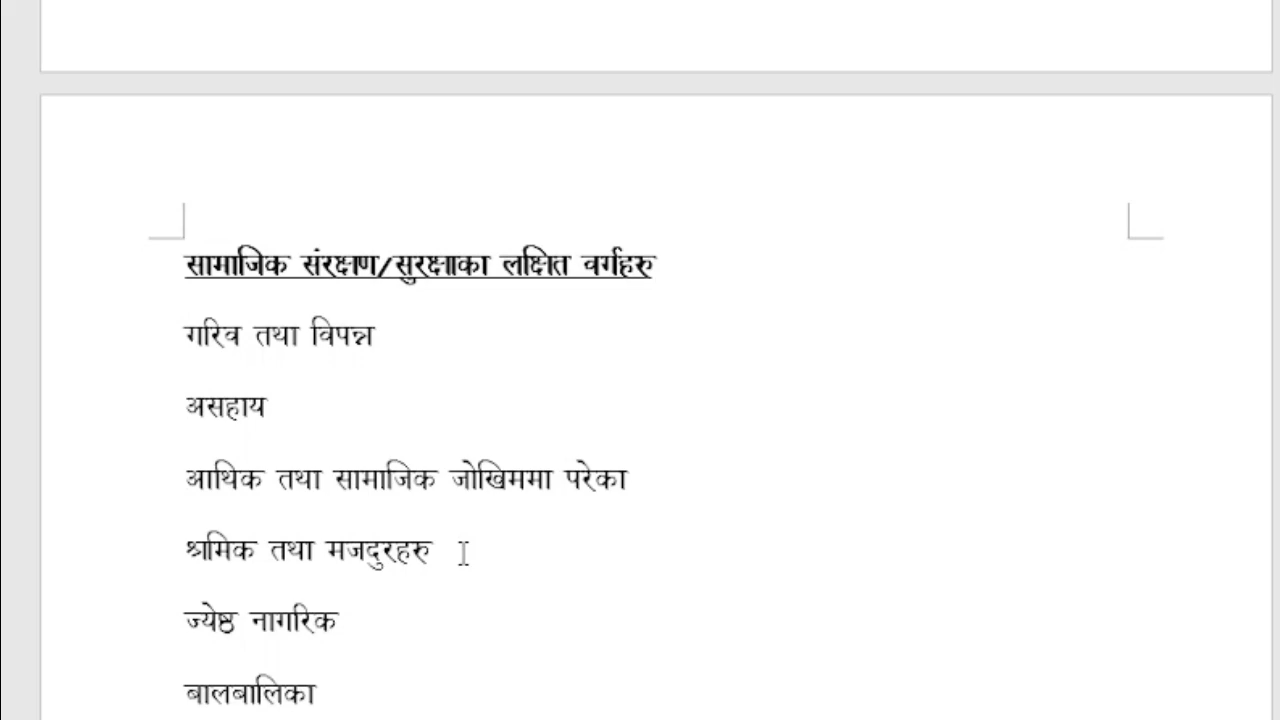 सामाजिक संरक्षण/सुरक्षाका लक्षित वर्गहरु
गरिव तथा विपन्न
असहाय
आथिक तथा सामाजिक जोखिममा परेका
श्रमिक तथा मजदुरहरु
ज्येष्ठ नागरिक
बालबालिका